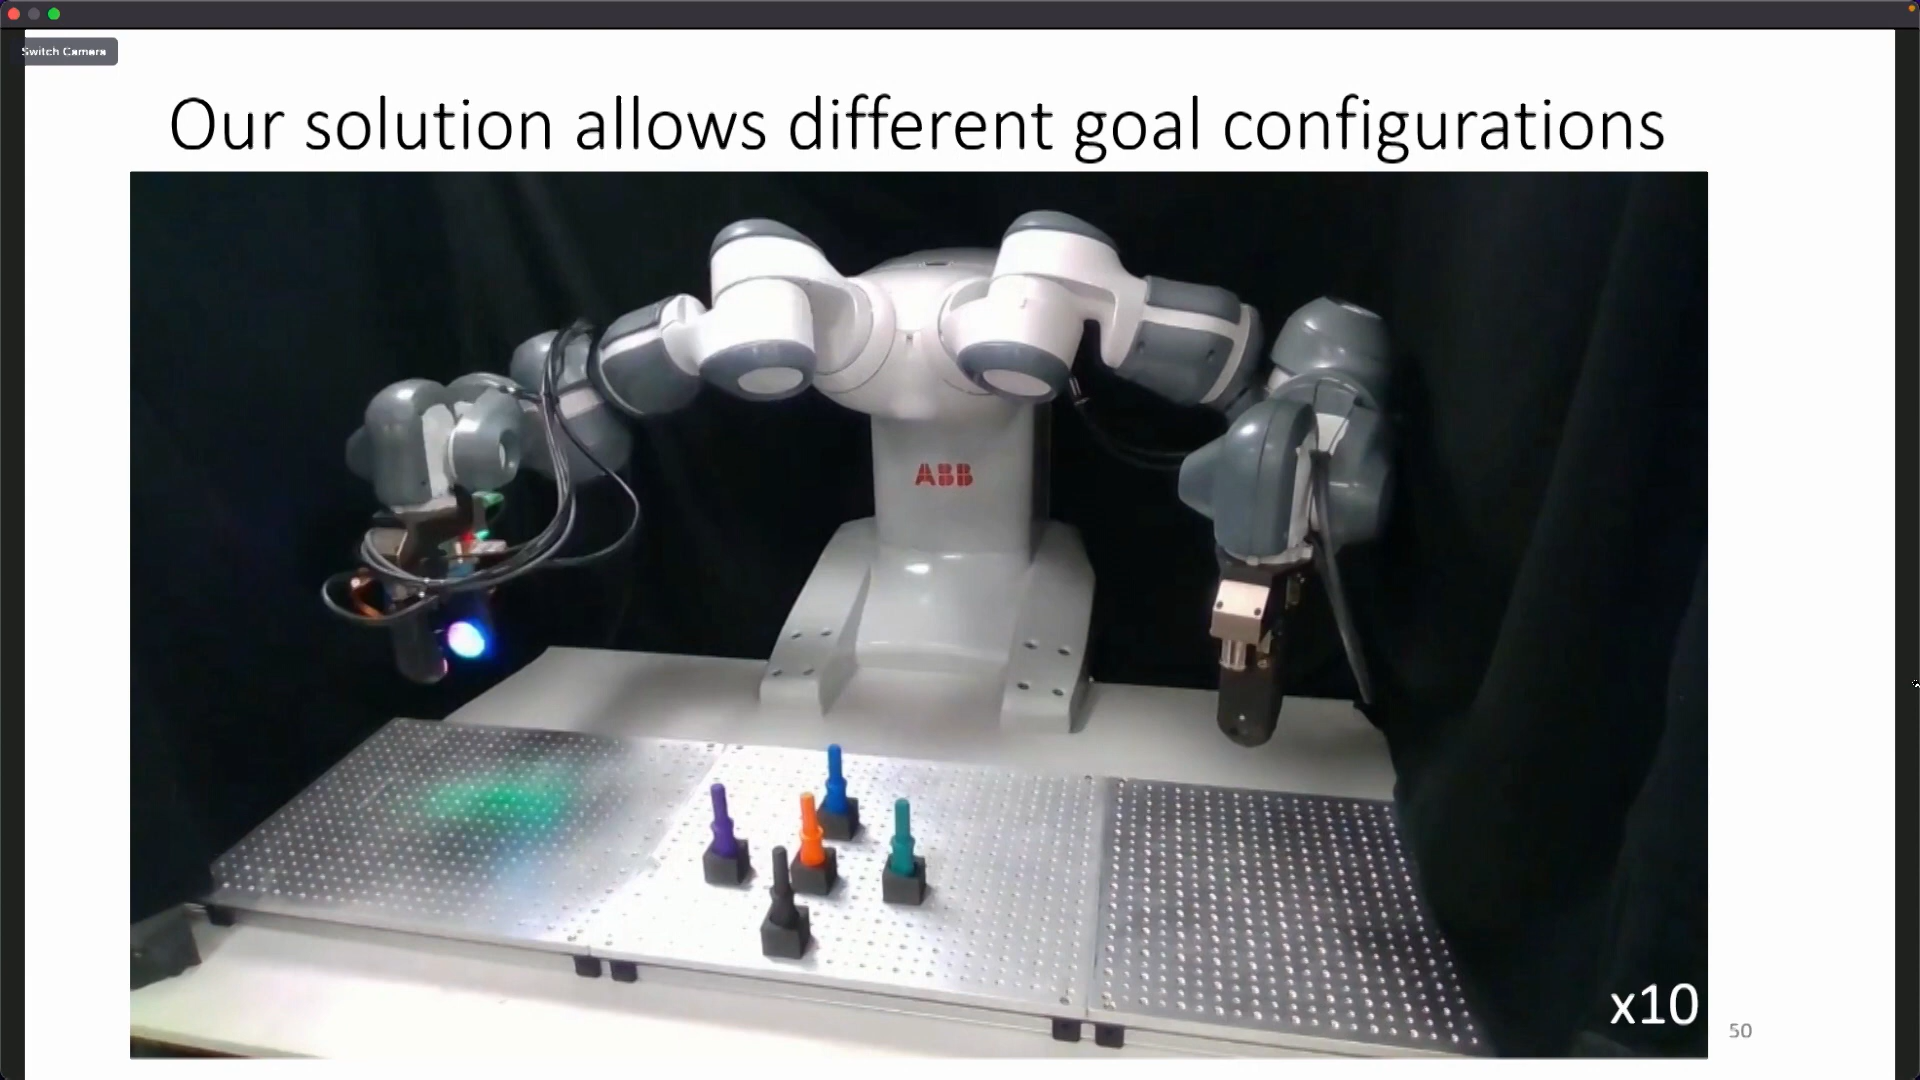 Switch Camera
Our solution allows different goal configurations
ABB
x10
50